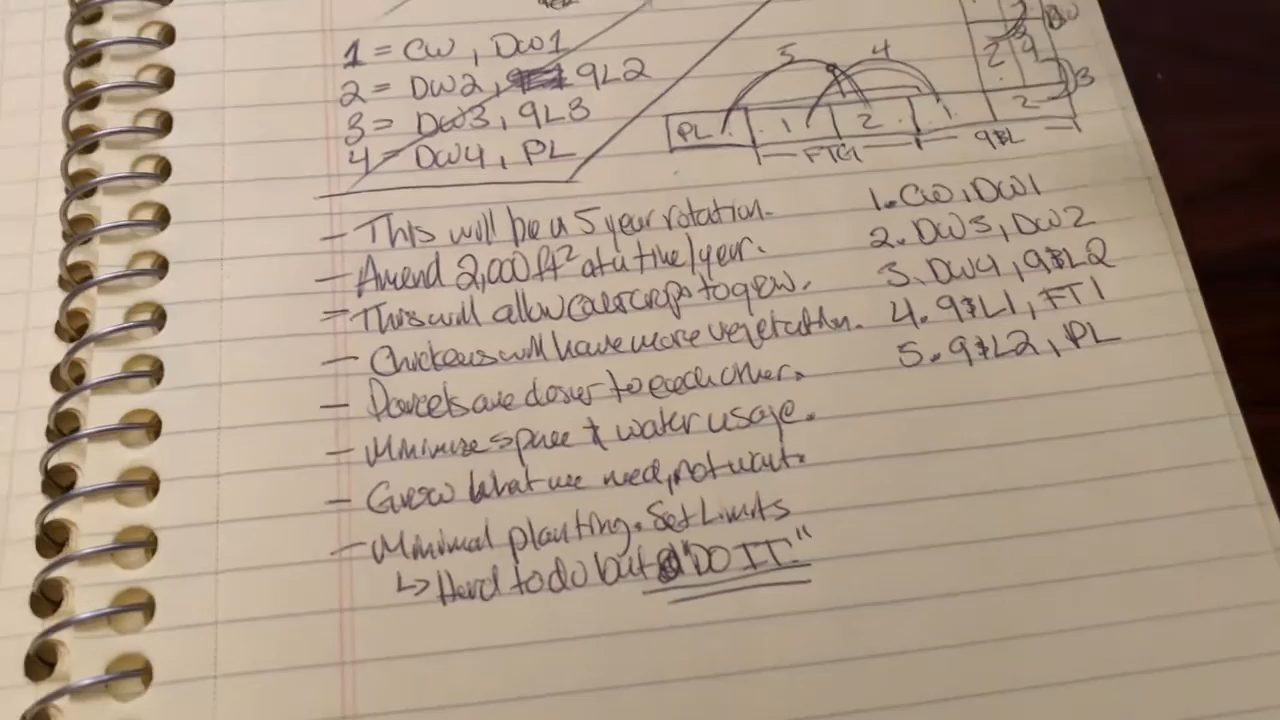 1 = CW, DW1
2 = DW2, 9L2
3 = DW3, 9L3
4 = DW4, PL
5 4
PL 1 2 1 2 4 2 3
FTG 9&L
- This will be a 5 year rotation.
- Amend 2,000 ft² at a time/year.
- This will allow crops to grow.
- Chickens will have more vegetation.
- Parcels are closer to each other.
- Minimize space & water usage.
- Grow what we need, not want.
- Minimal planting. Set Limits
↳ Hard to do but "DO IT."
1. CW, DW1
2. DW3, DW2
3. DW4, 9&L2
4. 9&L1, FT1
5. 9&L2, PL